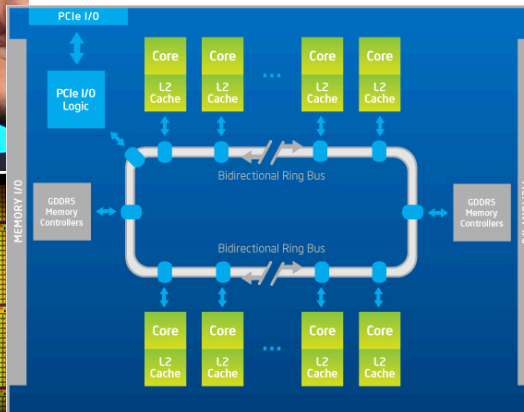 PCIe I/O
PCIe I/O
Logic
Core
L2
Cache
Core
L2
Cache
...
Core
L2
Cache
Core
L2
Cache
Bidirectional Ring Bus
MEMORY I/O
GDDR5
Memory
Controllers
GDDR5
Memory
Controllers
MEMORY I/O
Bidirectional Ring Bus
Core
L2
Cache
Core
L2
Cache
...
Core
L2
Cache
Core
L2
Cache